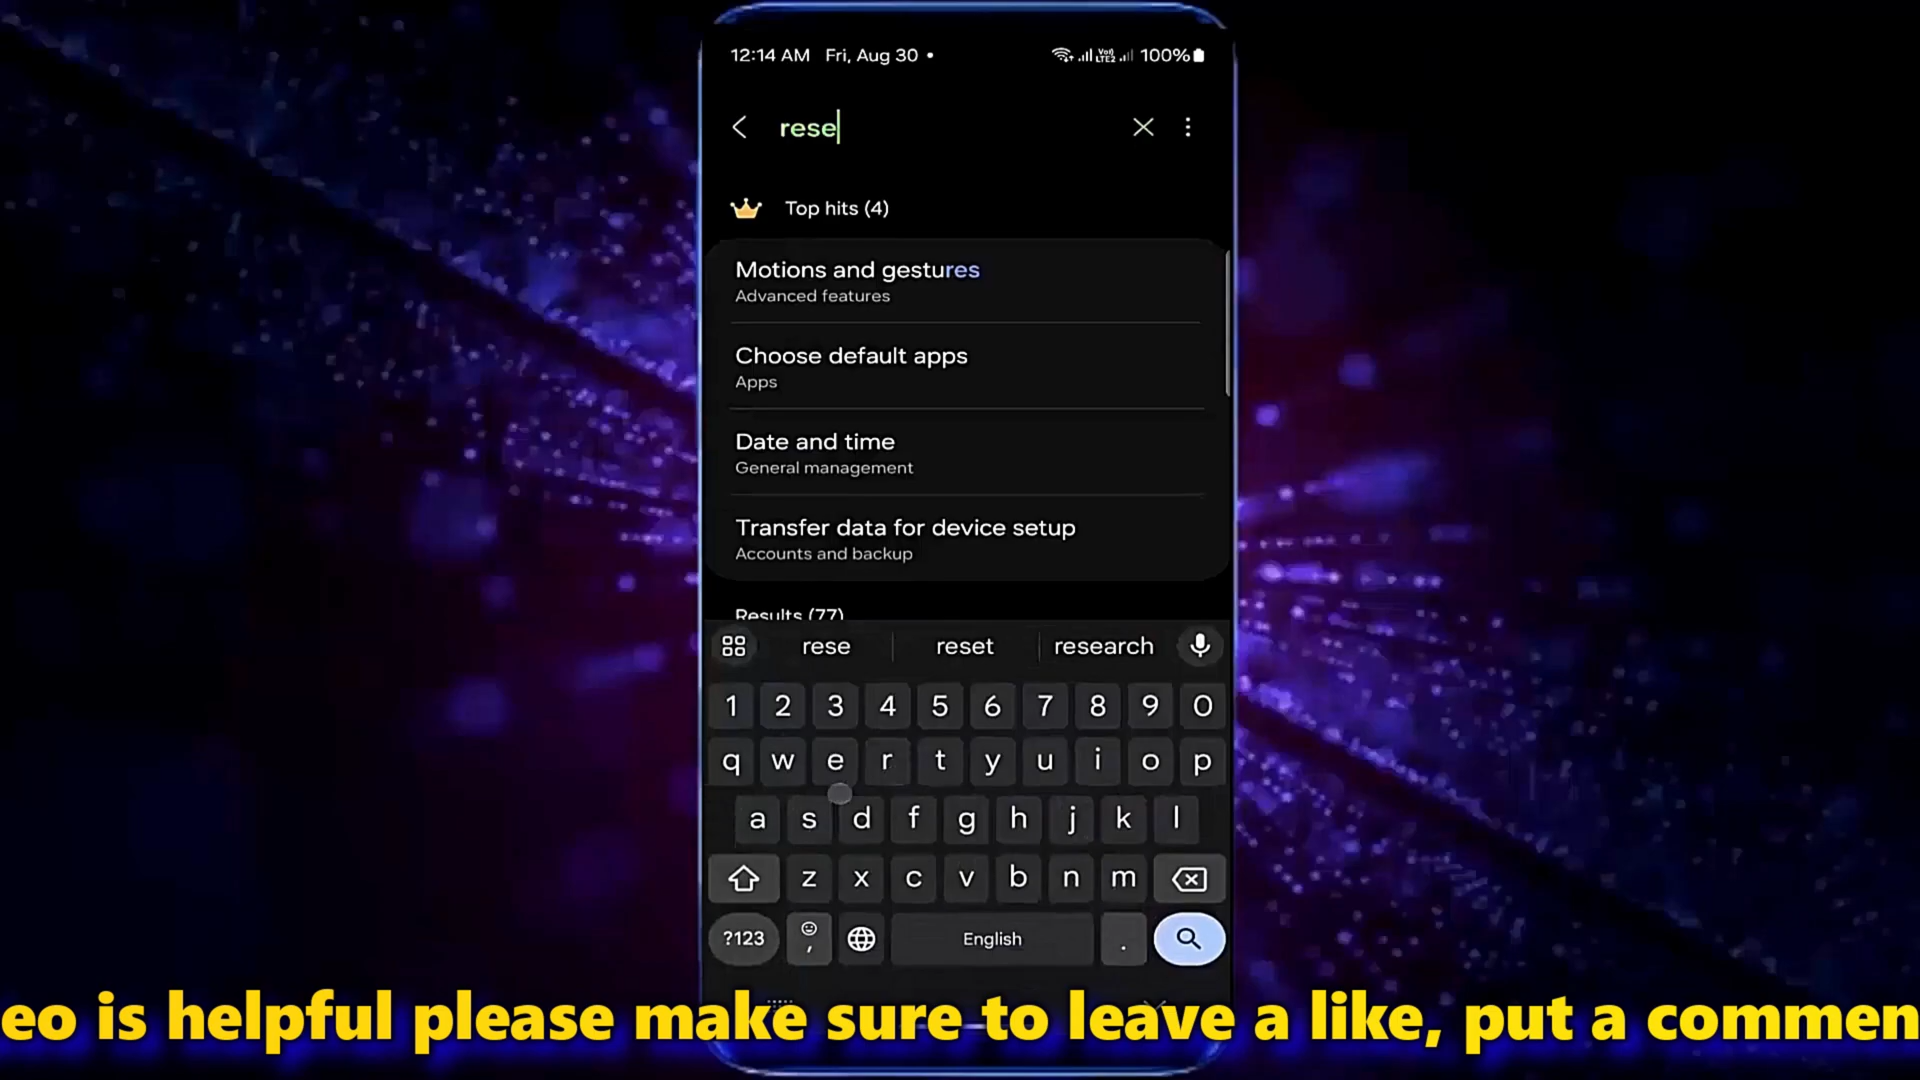 12:14 AM Fri, Aug 30 • Vo) LTE2 100%
rese
Top hits (4)
Motions and gestures
Advanced features
Choose default apps
Apps
Date and time
General management
Transfer data for device setup
Accounts and backup
Results (77)
rese reset research
1 2 3 4 5 6 7 8 9 0
q w e r t y u i o p
a s d f g h j k l
z x c v b n m
?123 , English .
eo is helpful please make sure to leave a like, put a commen